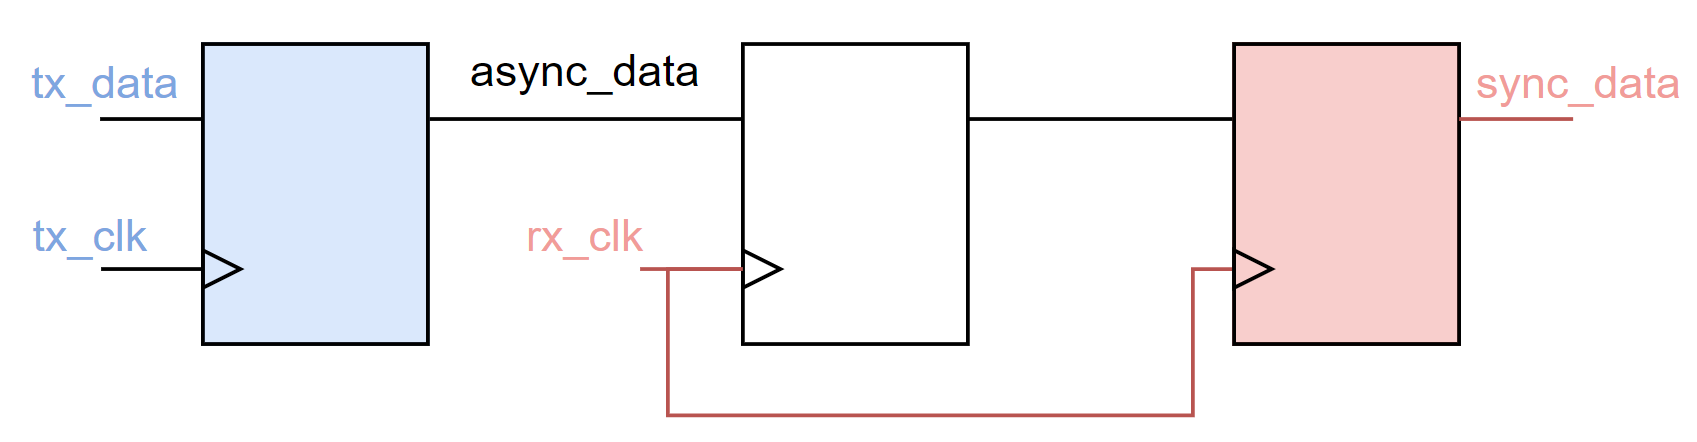 tx_data
async_data
sync_data
tx_clk
rx_clk